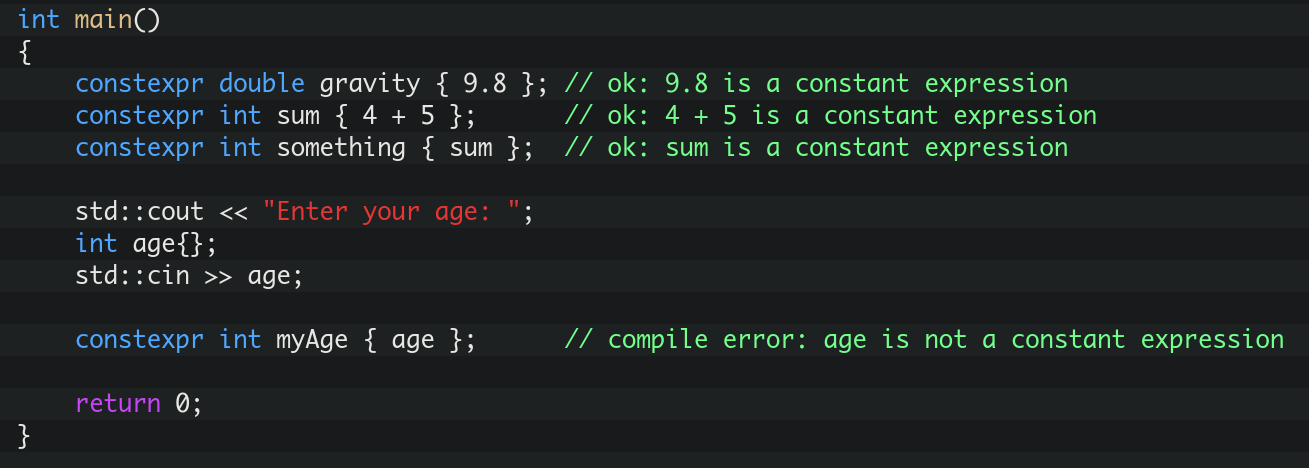 int main()
{
    constexpr double gravity { 9.8 }; // ok: 9.8 is a constant expression
    constexpr int sum { 4 + 5 };      // ok: 4 + 5 is a constant expression
    constexpr int something { sum };  // ok: sum is a constant expression

    std::cout << "Enter your age: ";
    int age{};
    std::cin >> age;

    constexpr int myAge { age };      // compile error: age is not a constant expression

    return 0;
}